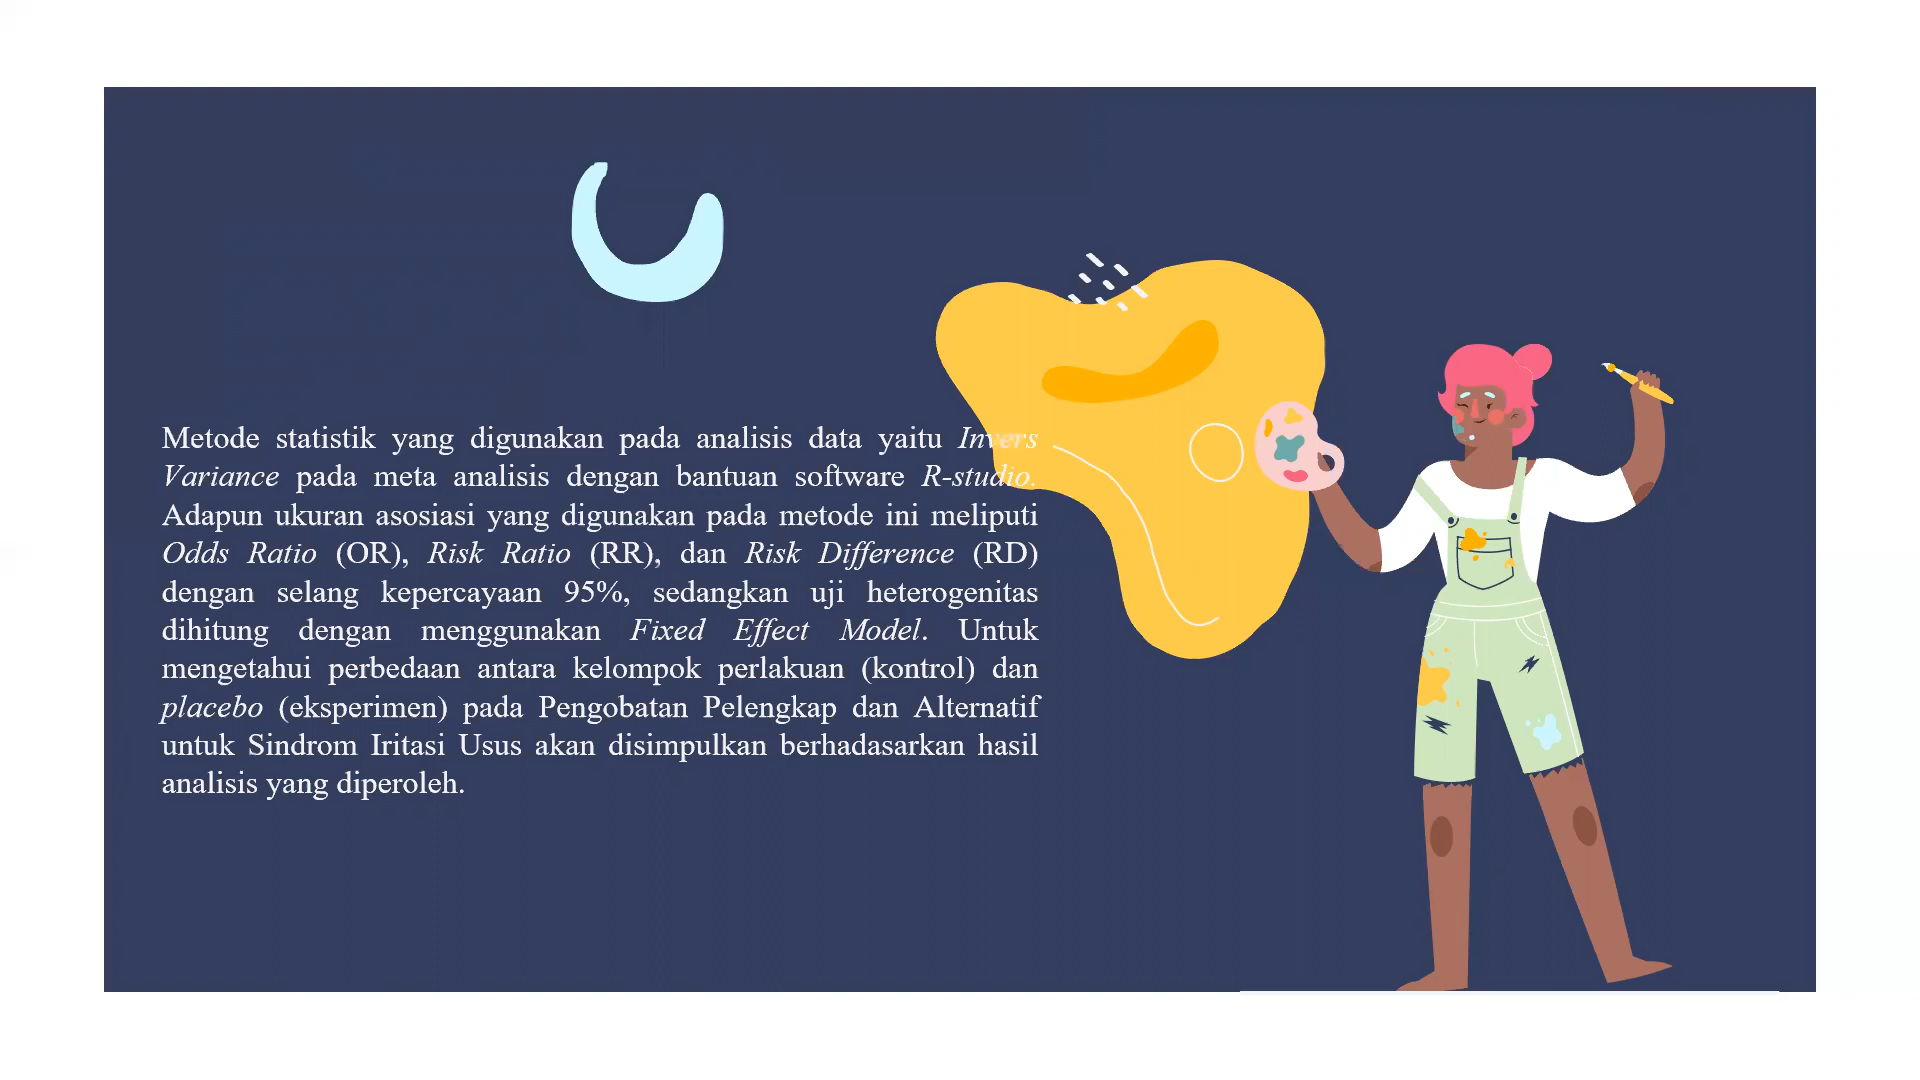 Metode statistik yang digunakan pada analisis data yaitu Invers
Variance pada meta analisis dengan bantuan software R-studio.
Adapun ukuran asosiasi yang digunakan pada metode ini meliputi
Odds Ratio (OR), Risk Ratio (RR), dan Risk Difference (RD)
dengan selang kepercayaan 95%, sedangkan uji heterogenitas
dihitung dengan menggunakan Fixed Effect Model. Untuk
mengetahui perbedaan antara kelompok perlakuan (kontrol) dan
placebo (eksperimen) pada Pengobatan Pelengkap dan Alternatif
untuk Sindrom Iritasi Usus akan disimpulkan berhadasarkan hasil
analisis yang diperoleh.